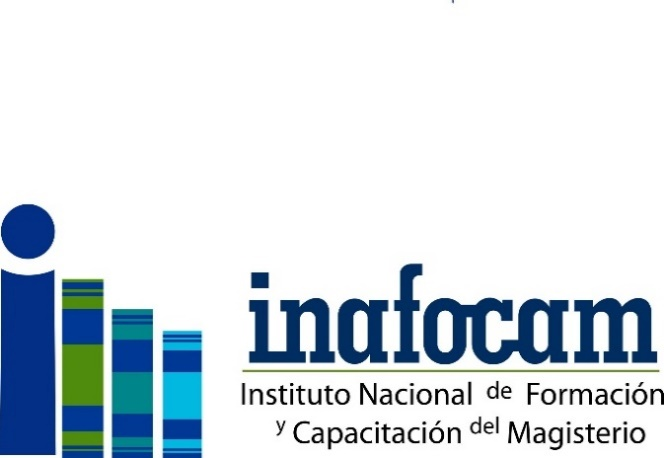 inafocam
Instituto Nacional de Formación
y Capacitación del Magisterio